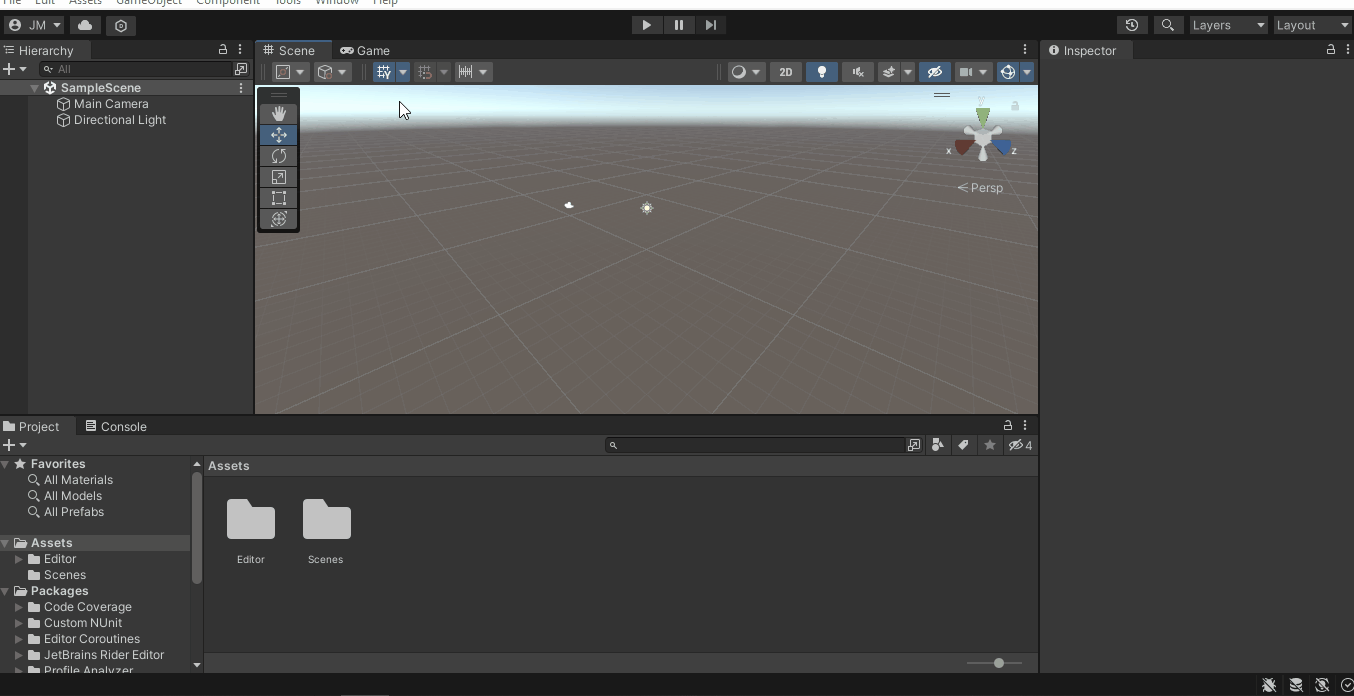 File Edit Assets GameObject Component Tools Window Help
JM Layers Layout
Hierarchy Scene Game Inspector
All 2D
SampleScene
Main Camera
Directional Light
y
x z
Persp
Project Console
4
Favorites Assets
All Materials
All Models
All Prefabs
Assets
Editor
Scenes
Packages
Code Coverage
Custom NUnit
Editor Coroutines
JetBrains Rider Editor
Profile Analyzer
Editor Scenes